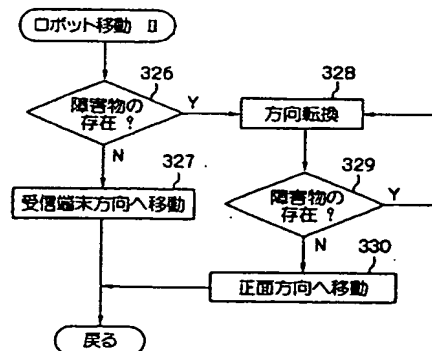 ロボット移動 II
326
障害物の
存在?
Y
N
327
受信端末方向へ移動
328
方向転換
329
障害物の
存在?
Y
N
330
正面方向へ移動
戻る